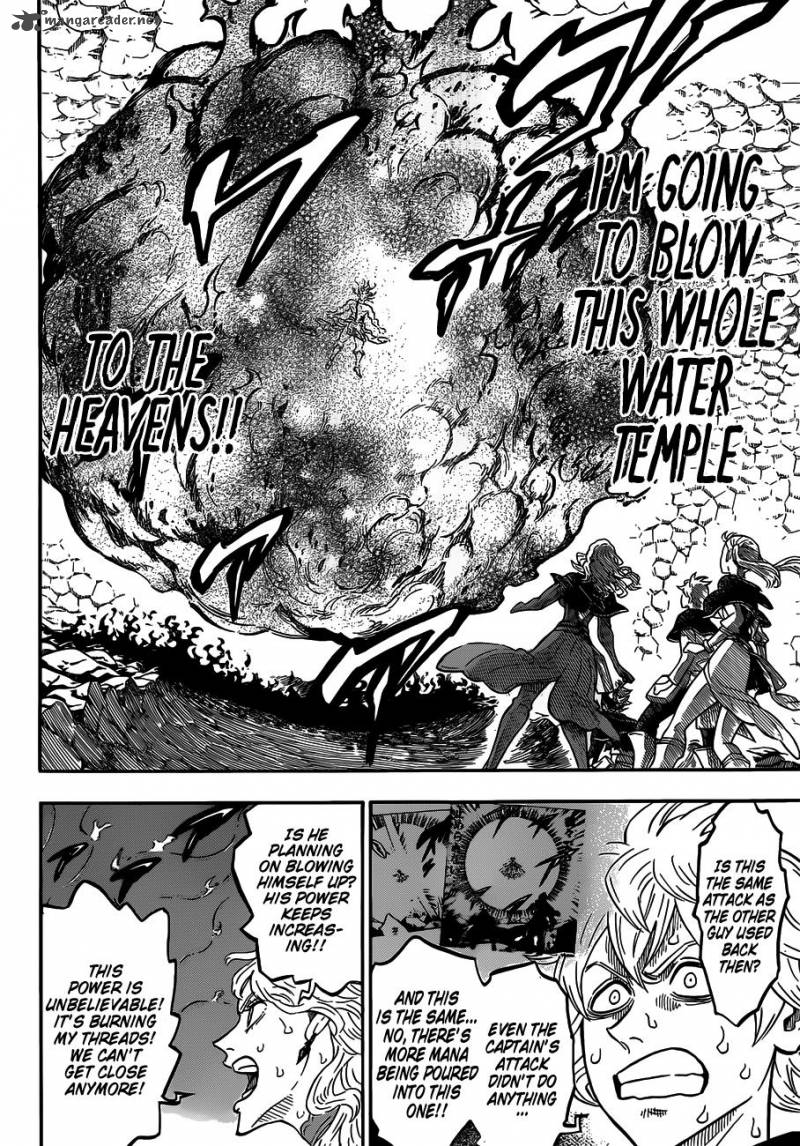 mangareader.net
I'M GOING
TO BLOW
THIS WHOLE
WATER
TEMPLE
TO THE
HEAVENS!!
IS THIS
THE SAME
ATTACK AS
THE OTHER
GUY USED
BACK
THEN?
EVEN THE
CAPTAIN'S
ATTACK
DIDN'T DO
ANYTHING
...
AND THIS
IS THE SAME...
NO, THERE'S
MORE MANA
BEING POURED
INTO THIS
ONE!!
IS HE
PLANNING
ON BLOWING
HIMSELF UP?
HIS POWER
KEEPS
INCREAS-
ING!!
THIS
POWER IS
UNBELIEVABLE!
IT'S BURNING
MY THREADS!
WE CAN'T
GET CLOSE
ANYMORE!